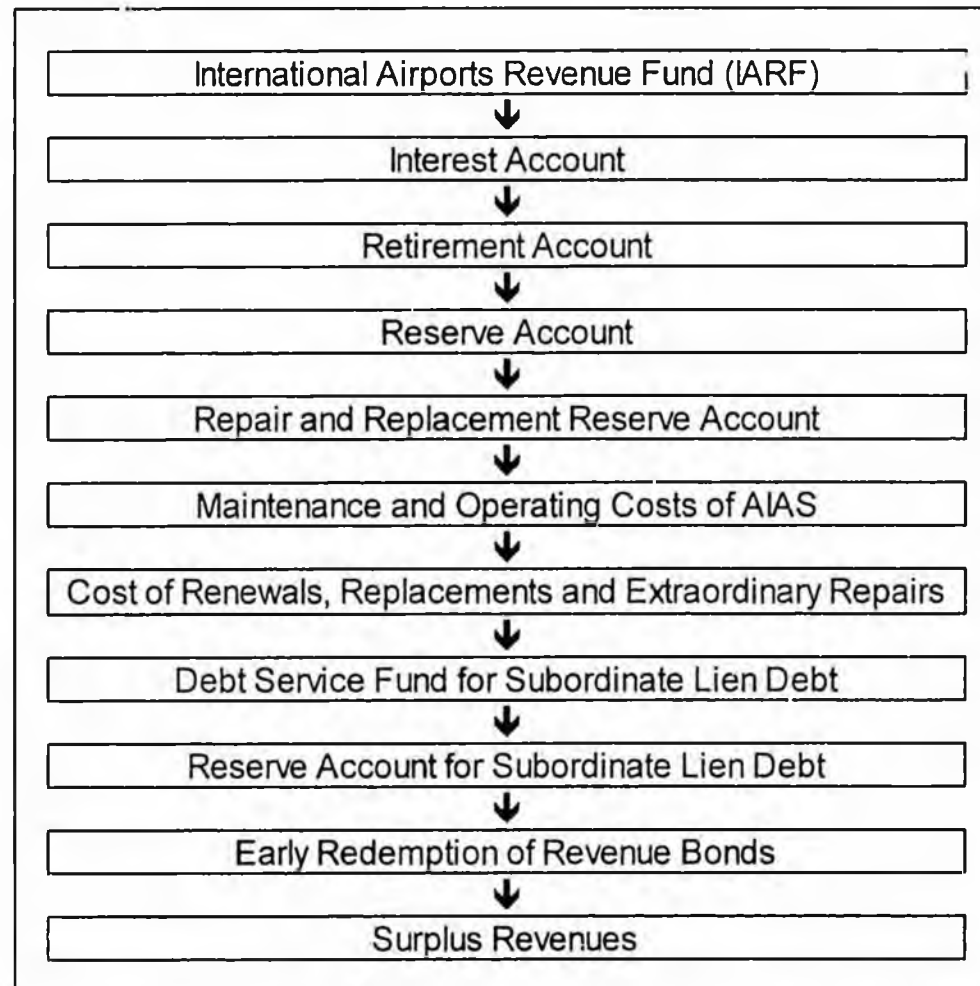 International Airports Revenue Fund (IARF)
Interest Account
Retirement Account
Reserve Account
Repair and Replacement Reserve Account
Maintenance and Operating Costs of AIAS
Cost of Renewals, Replacements and Extraordinary Repairs
Debt Service Fund for Subordinate Lien Debt
Reserve Account for Subordinate Lien Debt
Early Redemption of Revenue Bonds
Surplus Revenues